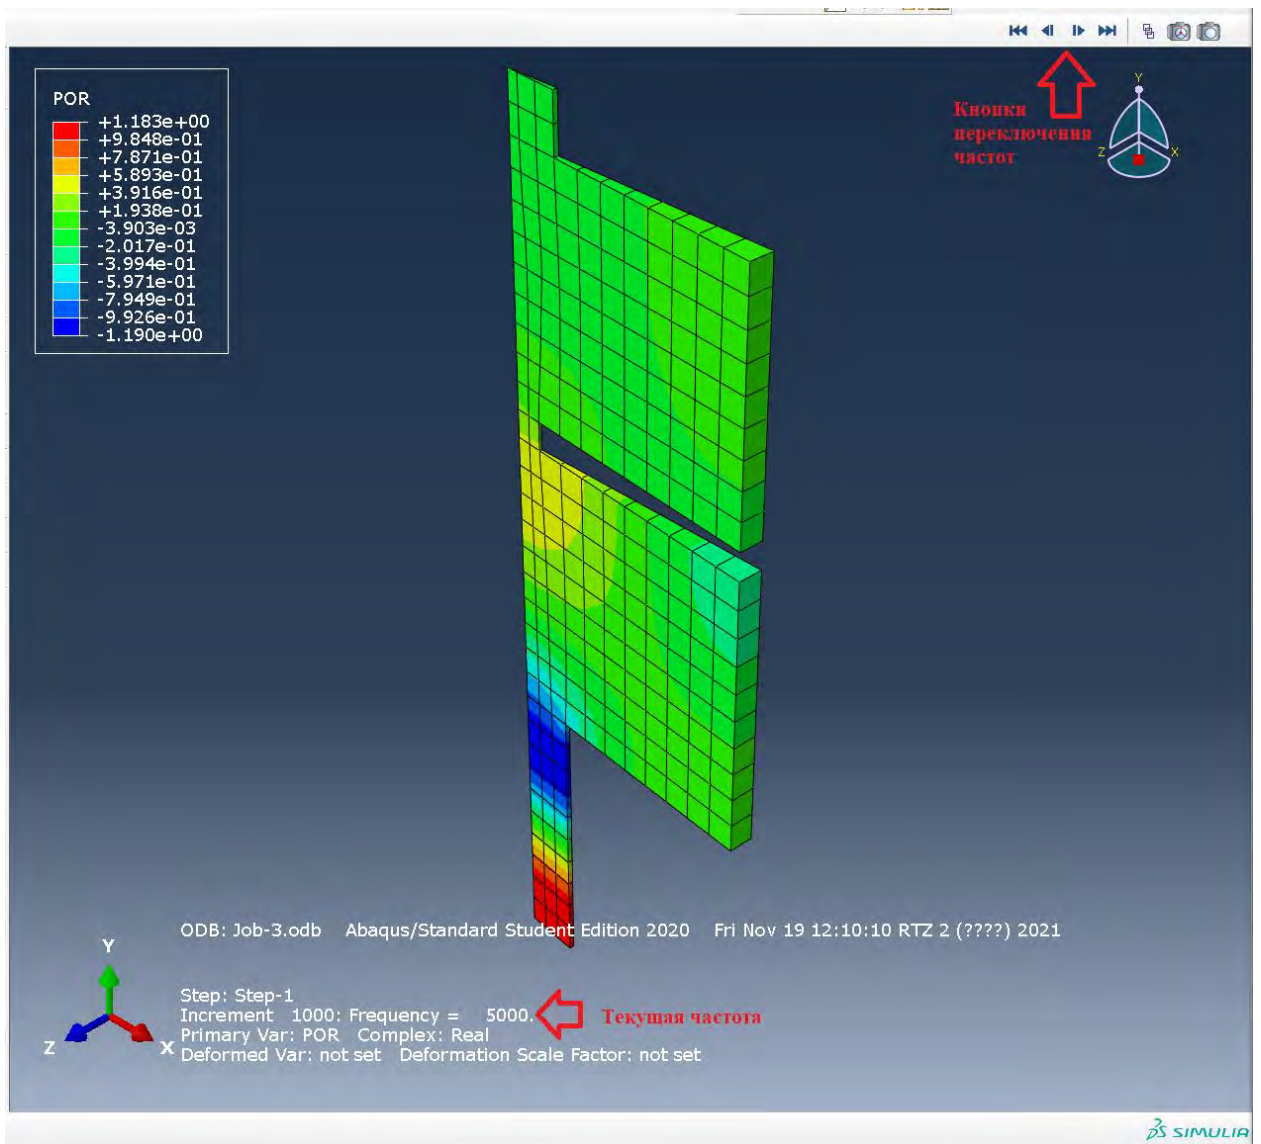 POR
+1.183e+00
+9.848e-01
+7.871e-01
+5.893e-01
+3.916e-01
+1.938e-01
-3.903e-03
-2.017e-01
-3.994e-01
-5.971e-01
-7.949e-01
-9.926e-01
-1.190e+00
Кнопки
переключения
частот
Y
Z
X
ODB: Job-3.odb Abaqus/Standard Student Edition 2020 Fri Nov 19 12:10:10 RTZ 2 (????) 2021
Y
Z
X
Step: Step-1
Increment 1000: Frequency = 5000.
Текущая частота
Primary Var: POR Complex: Real
Deformed Var: not set Deformation Scale Factor: not set
SIMULIA